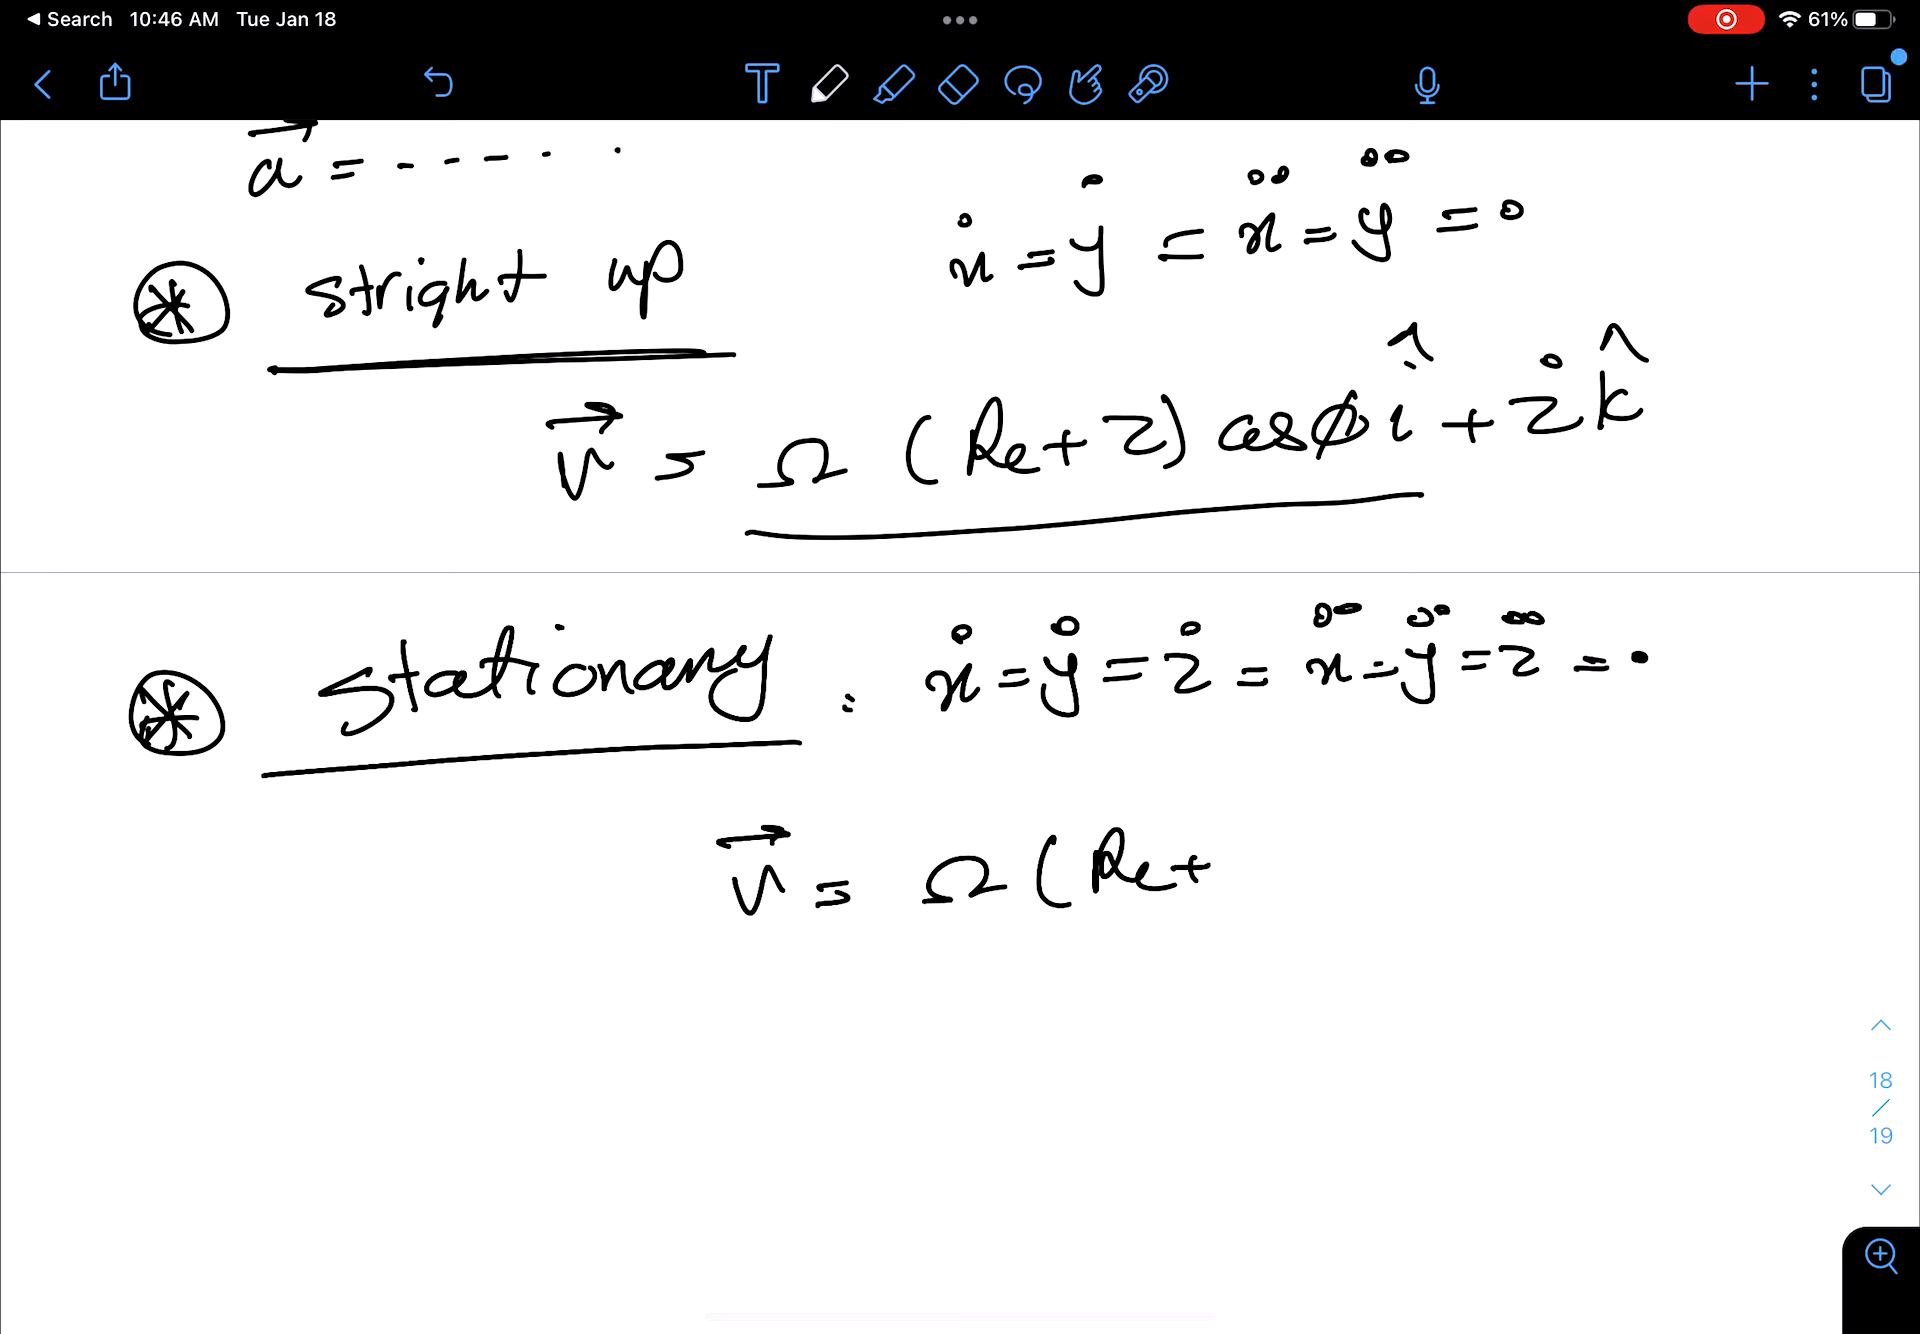 Search 10:46 AM Tue Jan 18 61%
T
a⃗ = - - - - - .
ẋ = ẏ = ẍ = ÿ = 0
stright up
v⃗ = Ω (Re + z) cosϕ î + ż k̂
stationary : ẋ = ẏ = ż = ẍ = ÿ = z̈ = 0
v⃗ = Ω (Re +
18
/
19